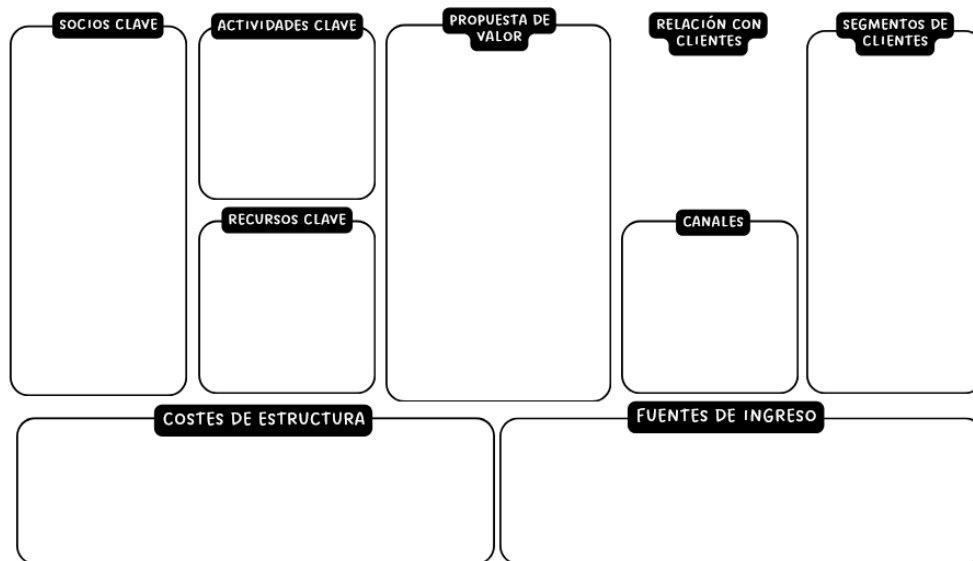 SOCIOS CLAVE
ACTIVIDADES CLAVE
PROPUESTA DE
VALOR
RELACIÓN CON
CLIENTES
SEGMENTOS DE
CLIENTES
RECURSOS CLAVE
CANALES
COSTES DE ESTRUCTURA
FUENTES DE INGRESO